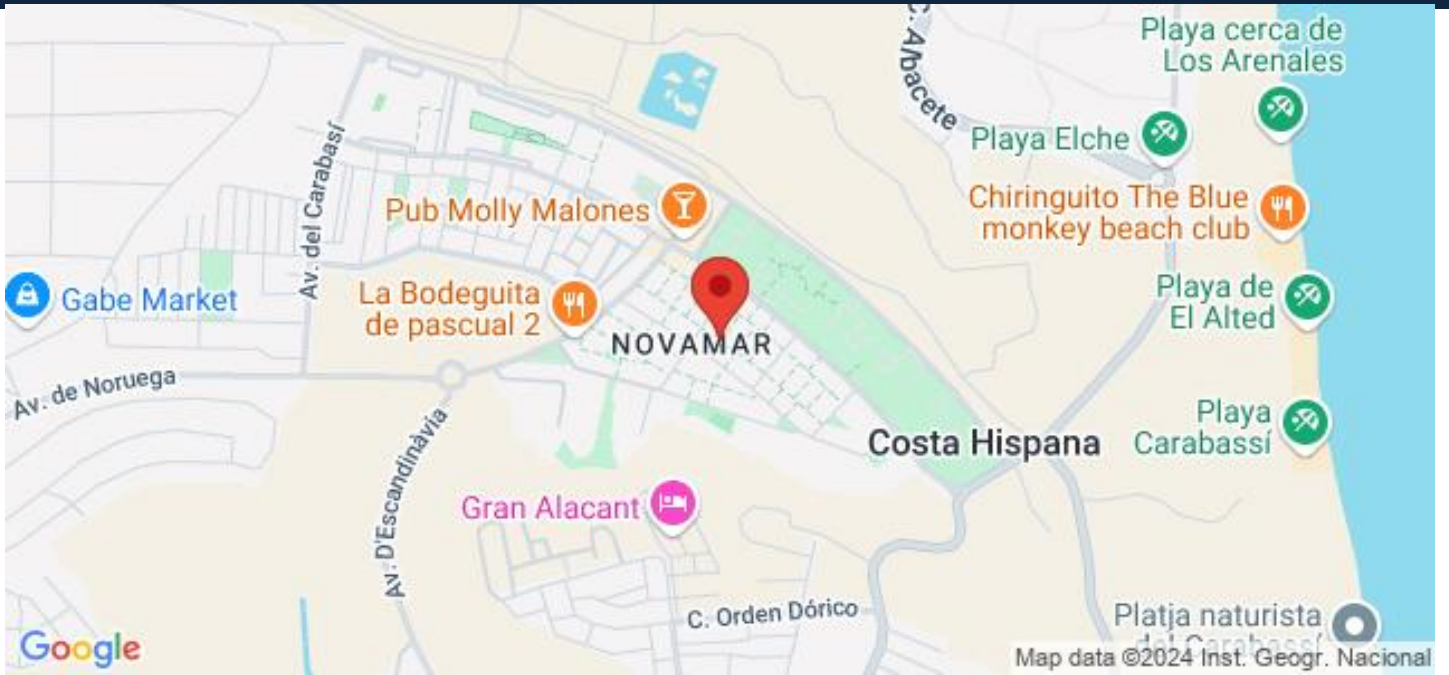 Playa cerca de
Los Arenales
C. Albacete
Playa Elche
Av. del Carabasí
Pub Molly Malones
Chiringuito The Blue
monkey beach club
Gabe Market
La Bodeguita
de pascual 2
Playa de
El Alted
NOVAMAR
Av. de Noruega
Playa
Carabassí
Costa Hispana
Av. D'Escandinàvia
Gran Alacant
C. Orden Dórico
Platja naturista
del Carabassí
Google
Map data ©2024 Inst. Geogr. Nacional